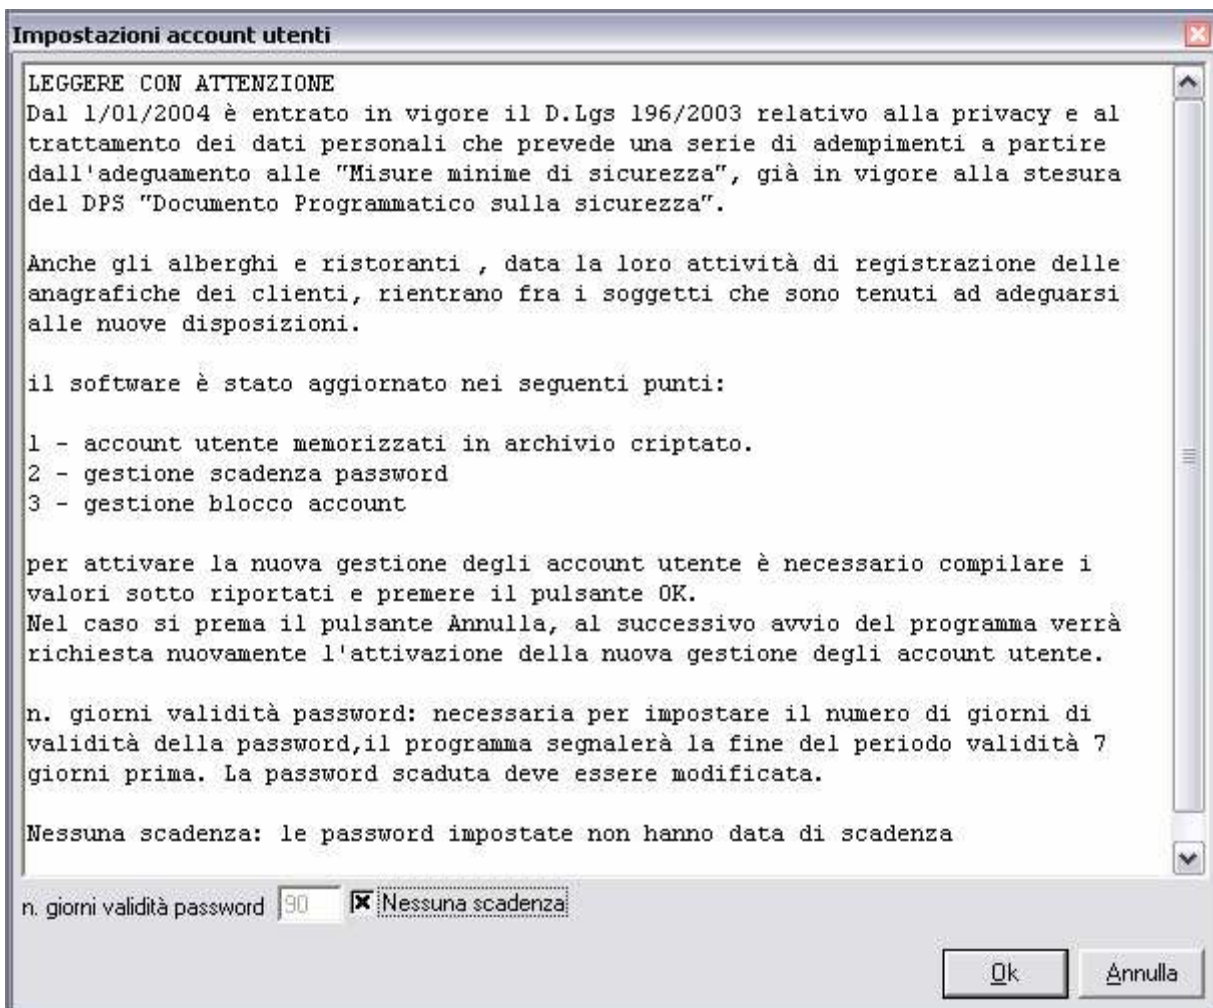 Impostazioni account utenti
LEGGERE CON ATTENZIONE
Dal 1/01/2004 è entrato in vigore il D.Lgs 196/2003 relativo alla privacy e al
trattamento dei dati personali che prevede una serie di adempimenti a partire
dall'adeguamento alle "Misure minime di sicurezza", già in vigore alla stesura
del DPS "Documento Programmatico sulla sicurezza".
Anche gli alberghi e ristoranti , data la loro attività di registrazione delle
anagrafiche dei clienti, rientrano fra i soggetti che sono tenuti ad adeguarsi
alle nuove disposizioni.
il software è stato aggiornato nei seguenti punti:
1 - account utente memorizzati in archivio criptato.
2 - gestione scadenza password
3 - gestione blocco account
per attivare la nuova gestione degli account utente è necessario compilare i
valori sotto riportati e premere il pulsante OK.
Nel caso si prema il pulsante Annulla, al successivo avvio del programma verrà
richiesta nuovamente l'attivazione della nuova gestione degli account utente.
n. giorni validità password: necessaria per impostare il numero di giorni di
validità della password,il programma segnalerà la fine del periodo validità 7
giorni prima. La password scaduta deve essere modificata.
Nessuna scadenza: le password impostate non hanno data di scadenza
n. giorni validità password 90 Nessuna scadenza
Ok Annulla